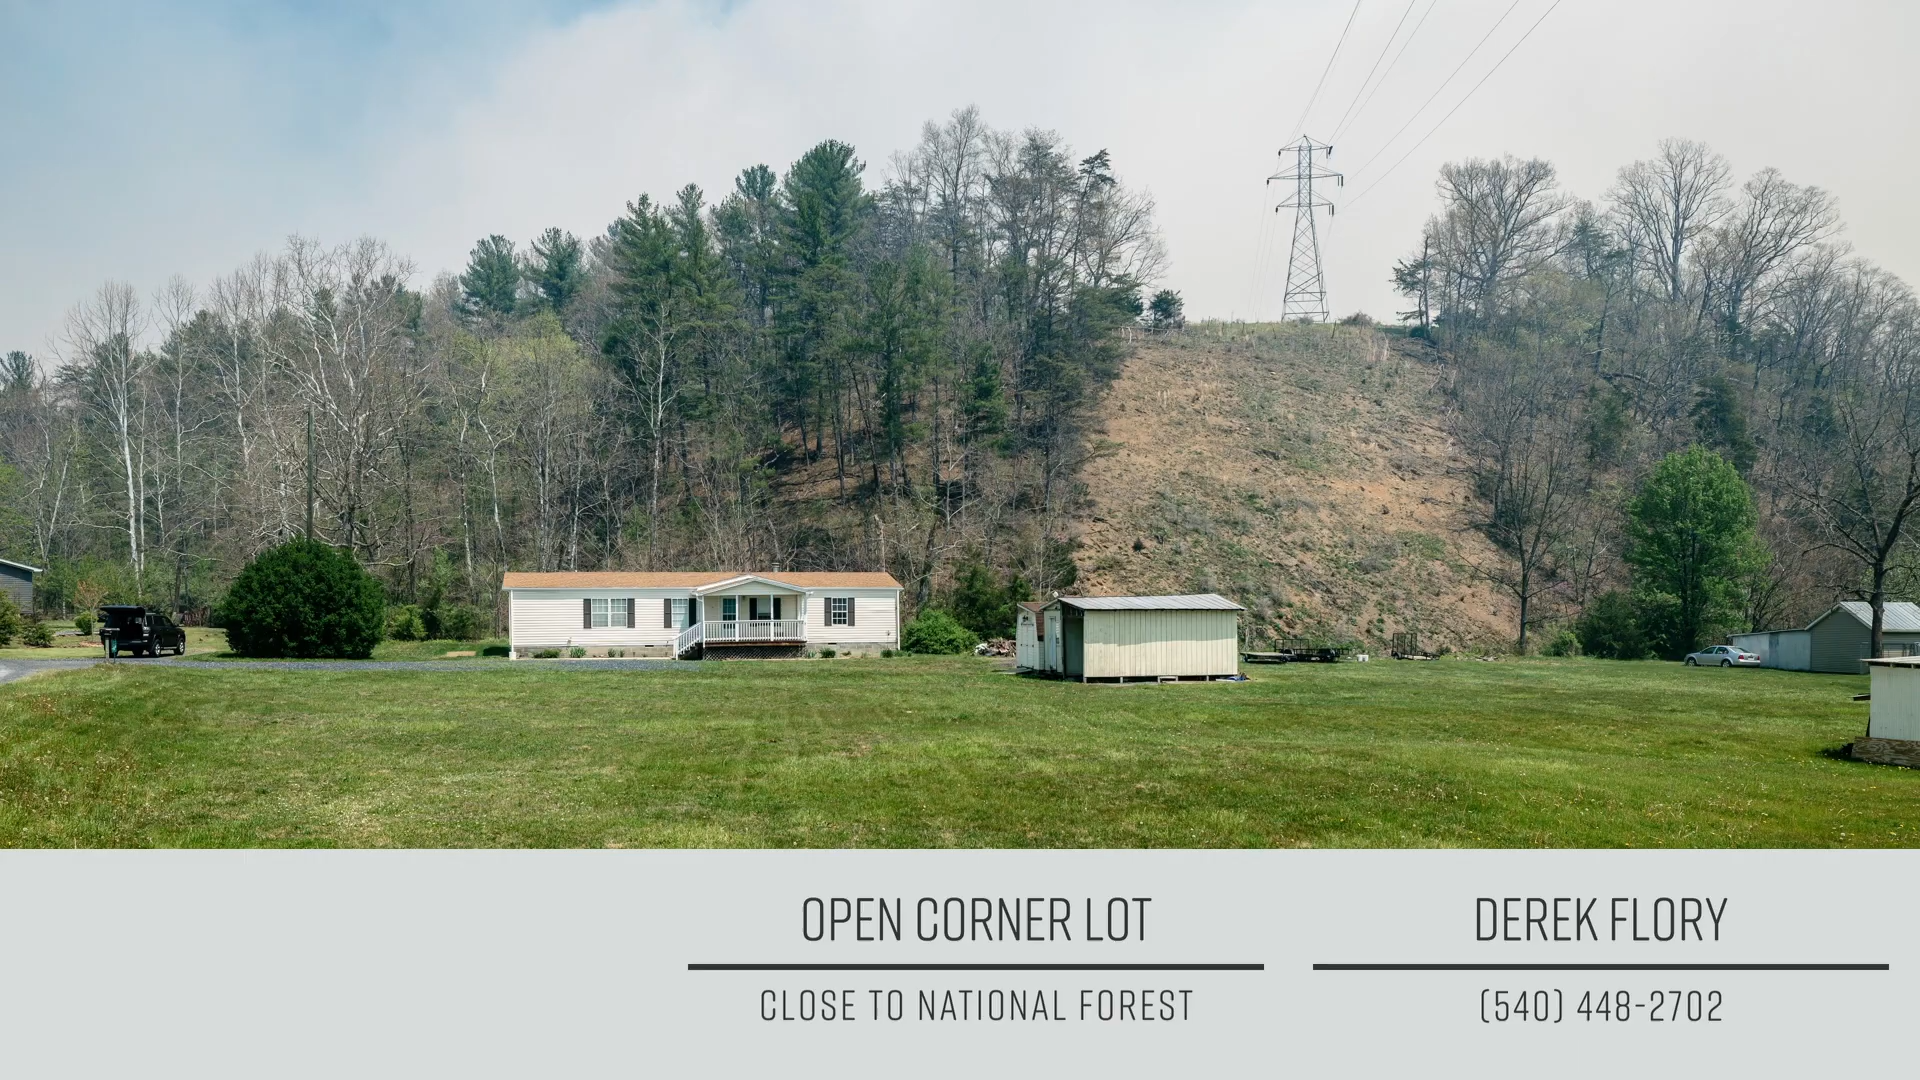 OPEN CORNER LOT
CLOSE TO NATIONAL FOREST
DEREK FLORY
(540) 448-2702